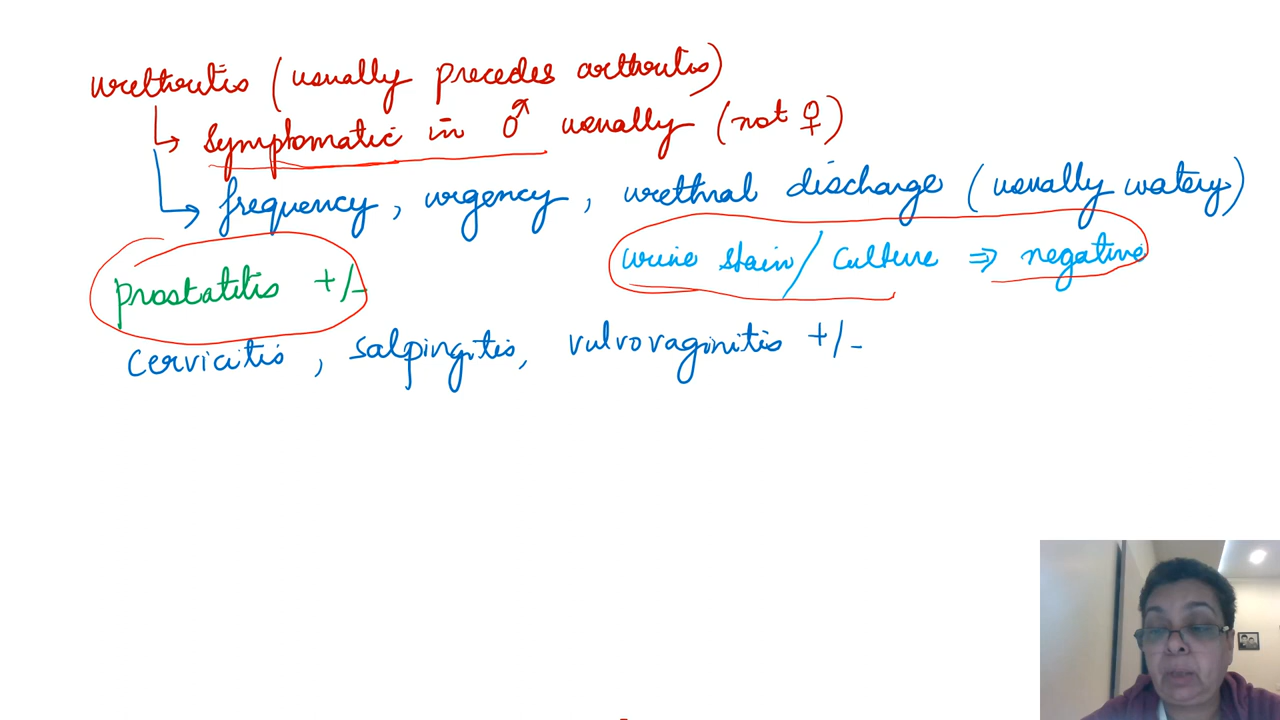 urethritis (usually precedes arthritis)
↳ symptomatic in ♂ usually (not ♀)
↳ frequency, urgency, urethral discharge (usually watery)
urine stain/culture ⇒ negative
prostatitis +/-
cervicitis, salpingitis, vulvovaginitis +/-